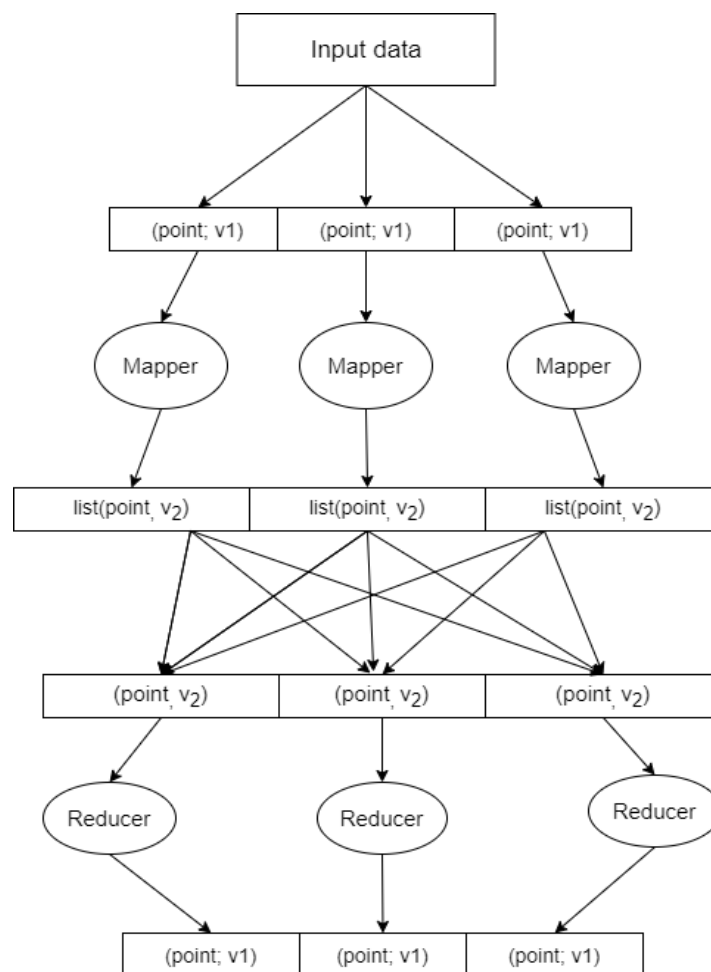 Input data
(point; v1) (point; v1) (point; v1)
Mapper Mapper Mapper
list(point, v2) list(point, v2) list(point, v2)
(point, v2) (point, v2) (point, v2)
Reducer Reducer Reducer
(point; v1) (point; v1) (point; v1)